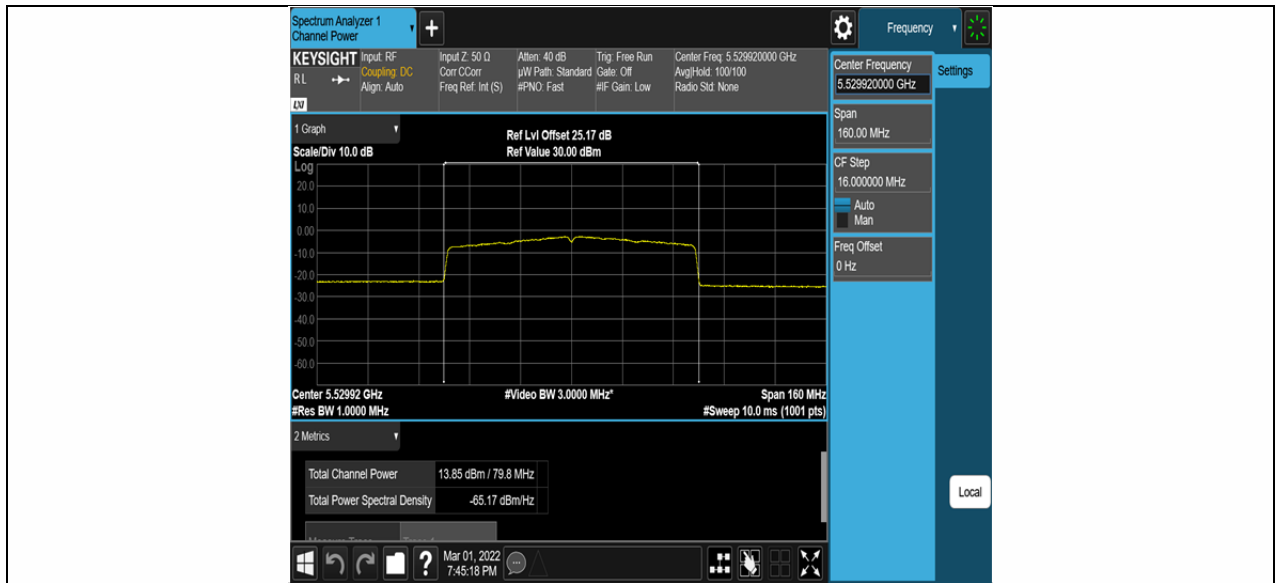 Spectrum Analyzer 1
Channel Power
+
Frequency
KEYSIGHT
RL
LXI
Input: RF
Coupling: DC
Align: Auto
Input Z: 50 Ω
Corr CCorr
Freq Ref: Int (S)
Atten: 40 dB
µW Path: Standard
#PNO: Fast
Trig: Free Run
Gate: Off
#IF Gain: Low
Center Freq: 5.529920000 GHz
Avg|Hold: 100/100
Radio Std: None
Center Frequency
5.529920000 GHz
Settings
Span
160.00 MHz
CF Step
16.000000 MHz
Auto
Man
Freq Offset
0 Hz
Local
1 Graph
Scale/Div 10.0 dB
Ref Lvl Offset 25.17 dB
Ref Value 30.00 dBm
Log
20.0
10.0
0.00
-10.0
-20.0
-30.0
-40.0
-50.0
-60.0
Center 5.52992 GHz
#Video BW 3.0000 MHz*
Span 160 MHz
#Res BW 1.0000 MHz
#Sweep 10.0 ms (1001 pts)
2 Metrics
Total Channel Power 13.85 dBm / 79.8 MHz
Total Power Spectral Density -65.17 dBm/Hz
?
Mar 01, 2022
7:45:18 PM